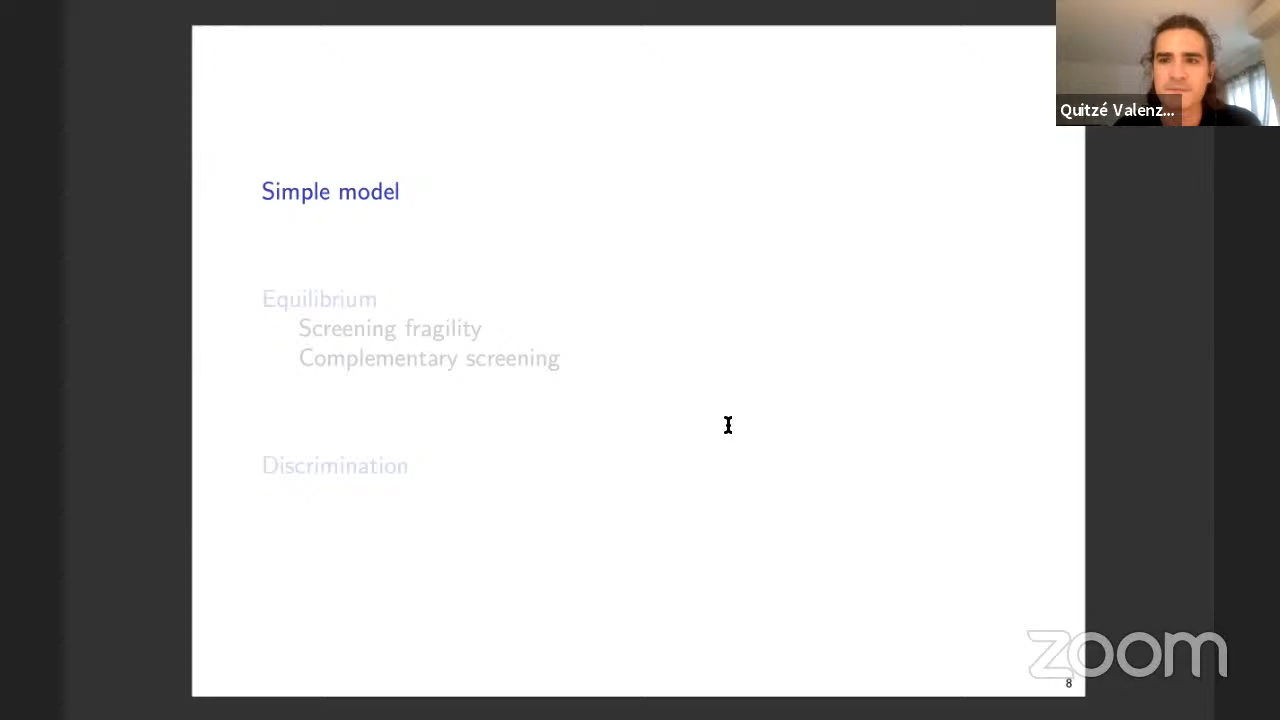 Quitzé Valenz...
Simple model
Equilibrium
Screening fragility
Complementary screening
Discrimination
zoom
8